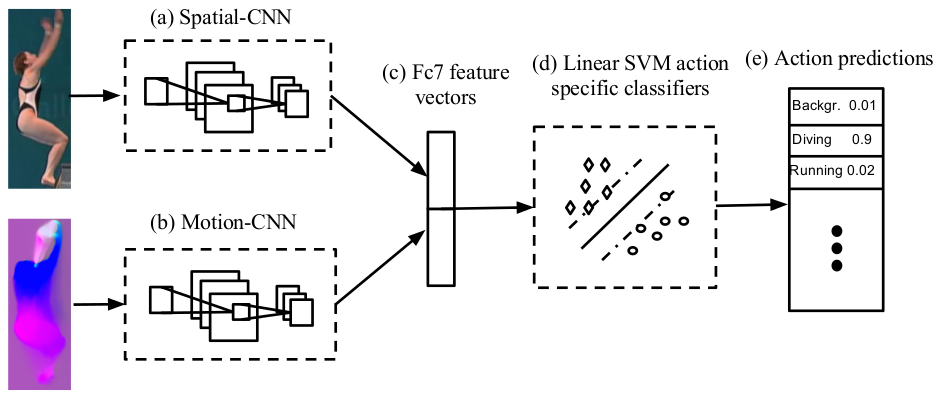 (a) Spatial-CNN
(b) Motion-CNN
(c) Fc7 feature
vectors
(d) Linear SVM action
specific classifiers
(e) Action predictions
Backgr. 0.01
Diving 0.9
Running 0.02